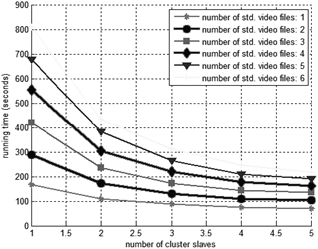 900
800
700
600
500
400
300
200
100
0
running time (seconds)
number of std. video files: 1
number of std. video files: 2
number of std. video files: 3
number of std. video files: 4
number of std. video files: 5
number of std. video files: 6
1 1.5 2 2.5 3 3.5 4 4.5 5
number of cluster slaves